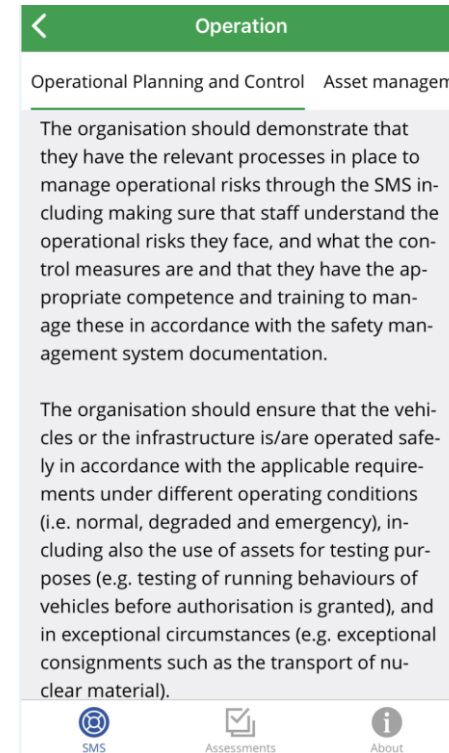 Operation
Operational Planning and Control Asset managem
The organisation should demonstrate that
they have the relevant processes in place to
manage operational risks through the SMS in-
cluding making sure that staff understand the
operational risks they face, and what the con-
trol measures are and that they have the ap-
propriate competence and training to man-
age these in accordance with the safety man-
agement system documentation.
The organisation should ensure that the vehi-
cles or the infrastructure is/are operated safe-
ly in accordance with the applicable require-
ments under different operating conditions
(i.e. normal, degraded and emergency), in-
cluding also the use of assets for testing pur-
poses (e.g. testing of running behaviours of
vehicles before authorisation is granted), and
in exceptional circumstances (e.g. exceptional
consignments such as the transport of nu-
clear material).
SMS Assessments About